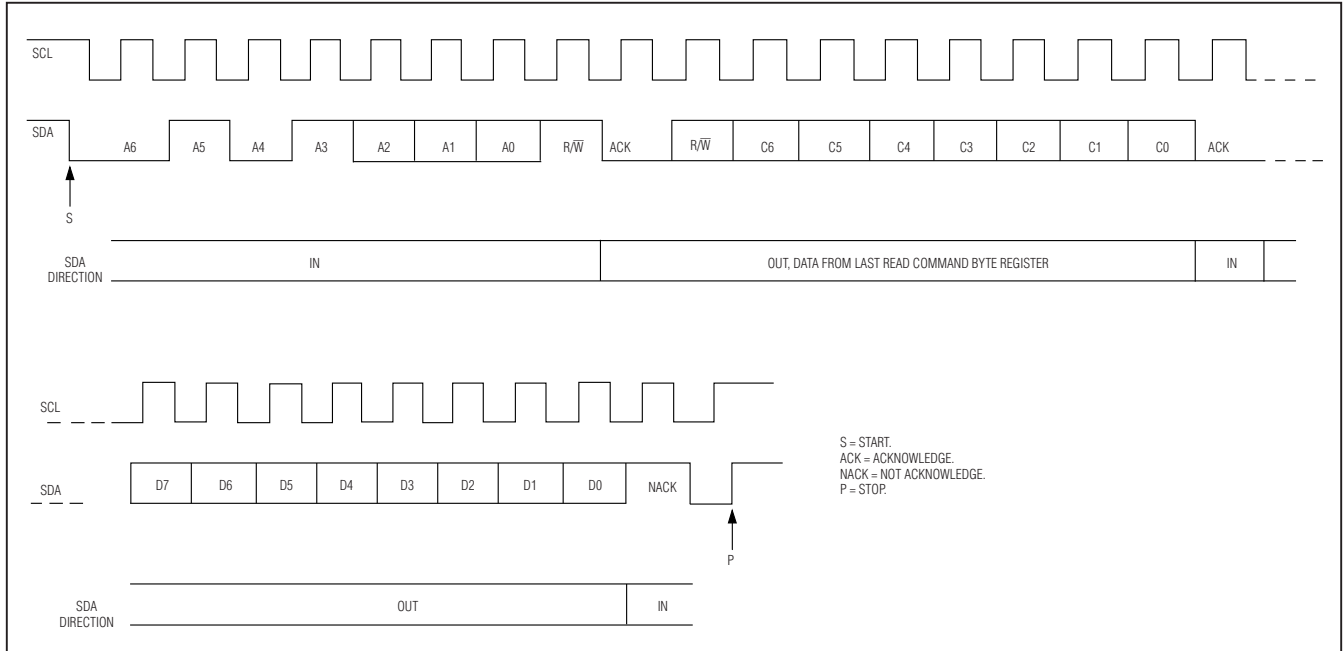 SCL
SDA
A6 A5 A4 A3 A2 A1 A0 R/W̅ ACK R/W̅ C6 C5 C4 C3 C2 C1 C0 ACK
S
SDA DIRECTION
IN OUT, DATA FROM LAST READ COMMAND BYTE REGISTER IN
SCL
SDA
D7 D6 D5 D4 D3 D2 D1 D0 NACK
P
S = START.
ACK = ACKNOWLEDGE.
NACK = NOT ACKNOWLEDGE.
P = STOP.
SDA
DIRECTION
OUT IN